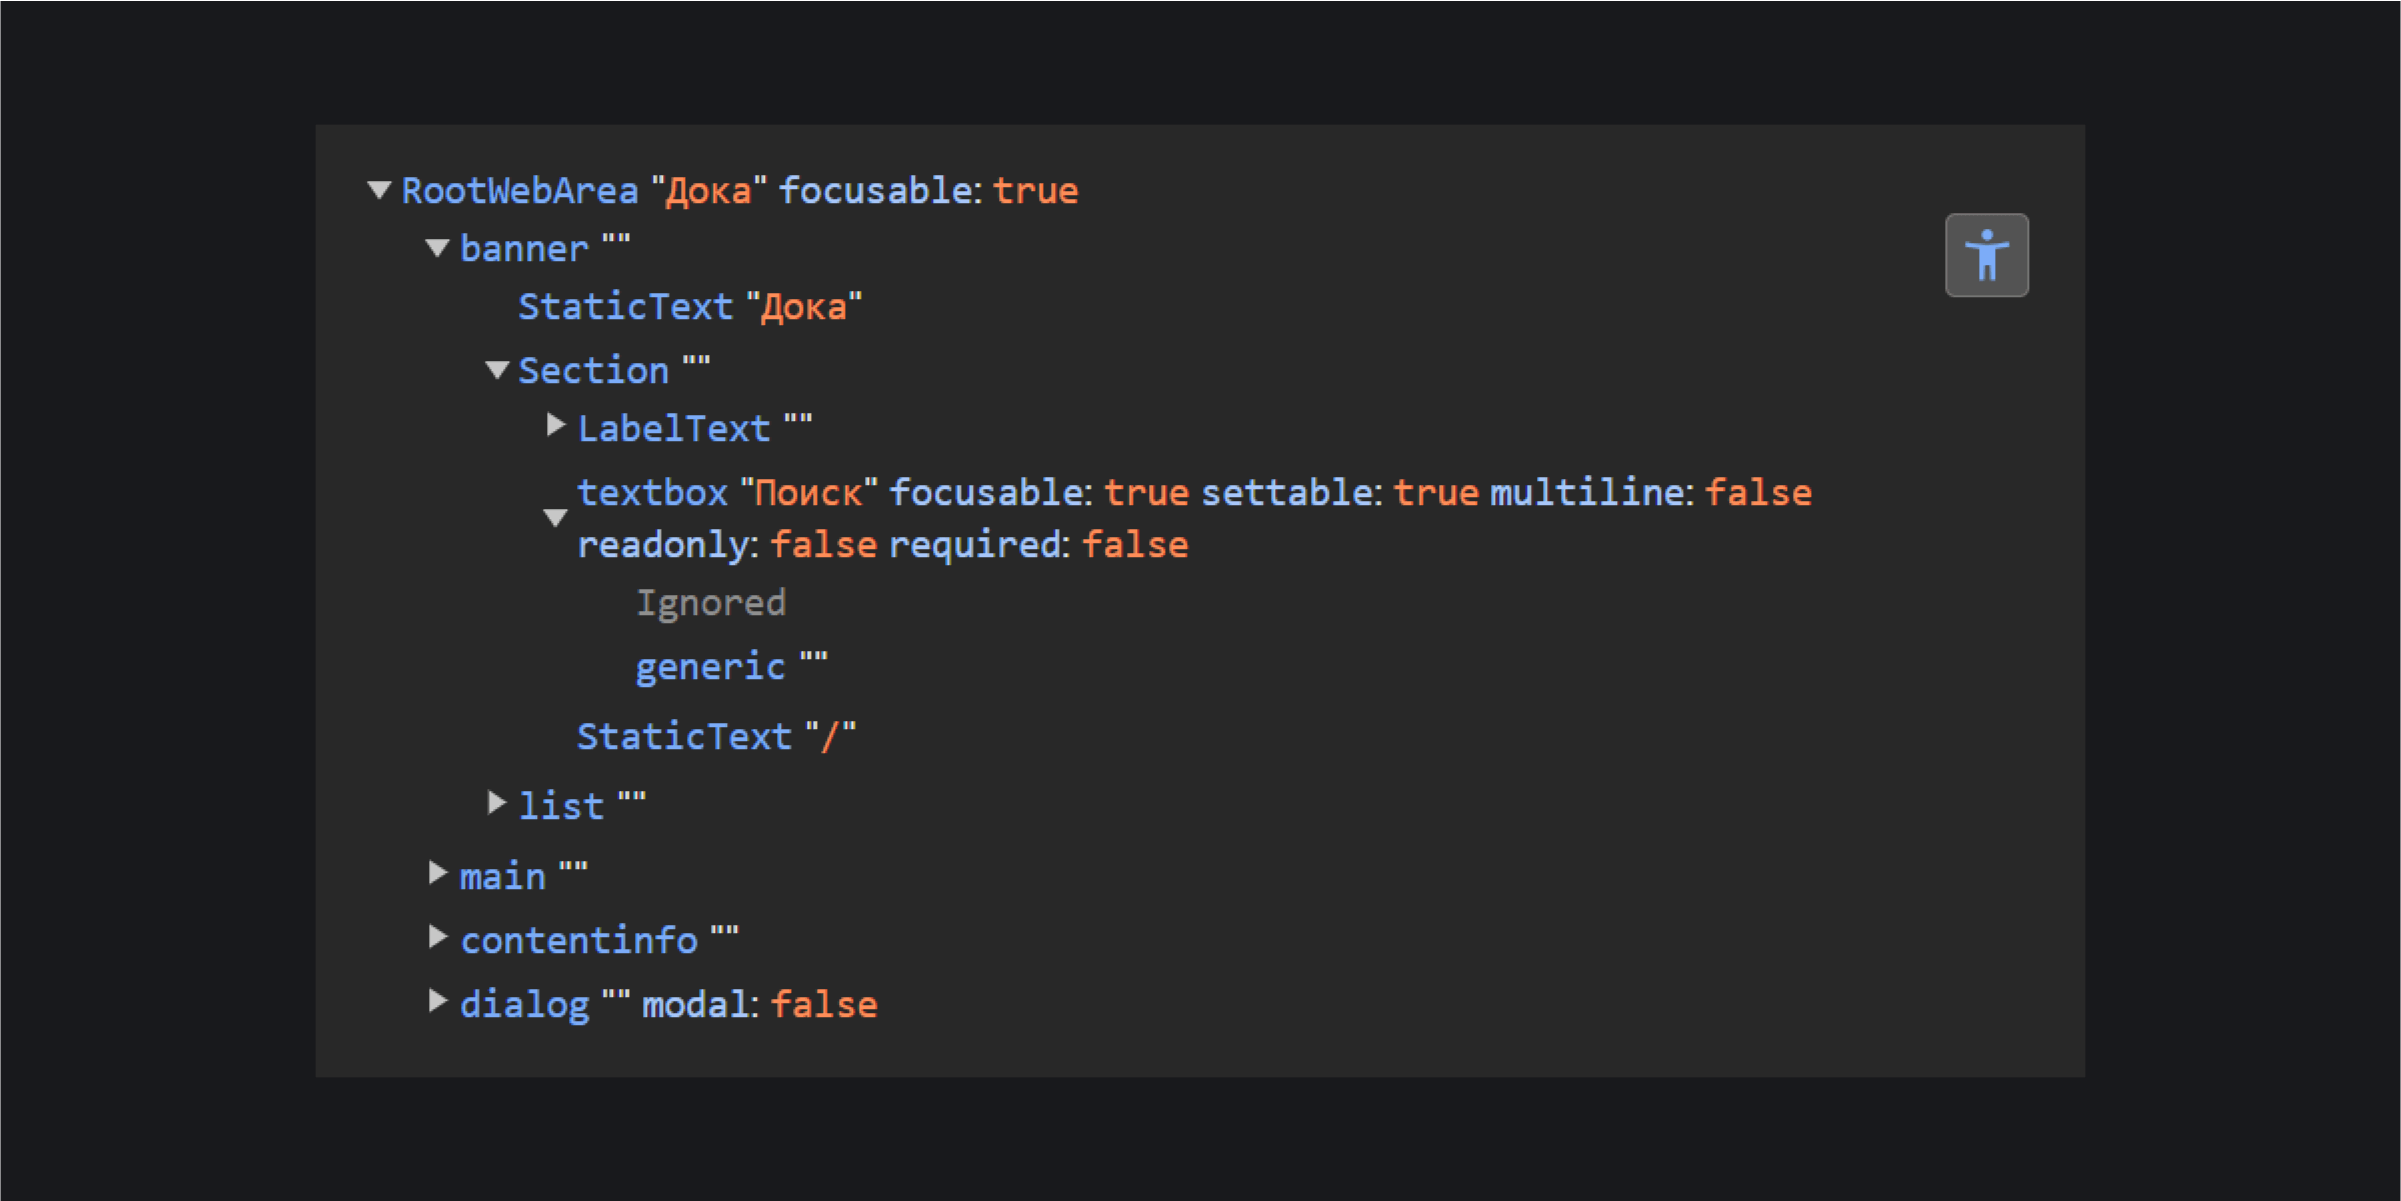 RootWebArea "Дока" focusable: true
banner ""
StaticText "Дока"
Section ""
LabelText ""
textbox "Поиск" focusable: true settable: true multiline: false
readonly: false required: false
Ignored
generic ""
StaticText "/"
list ""
main ""
contentinfo ""
dialog "" modal: false